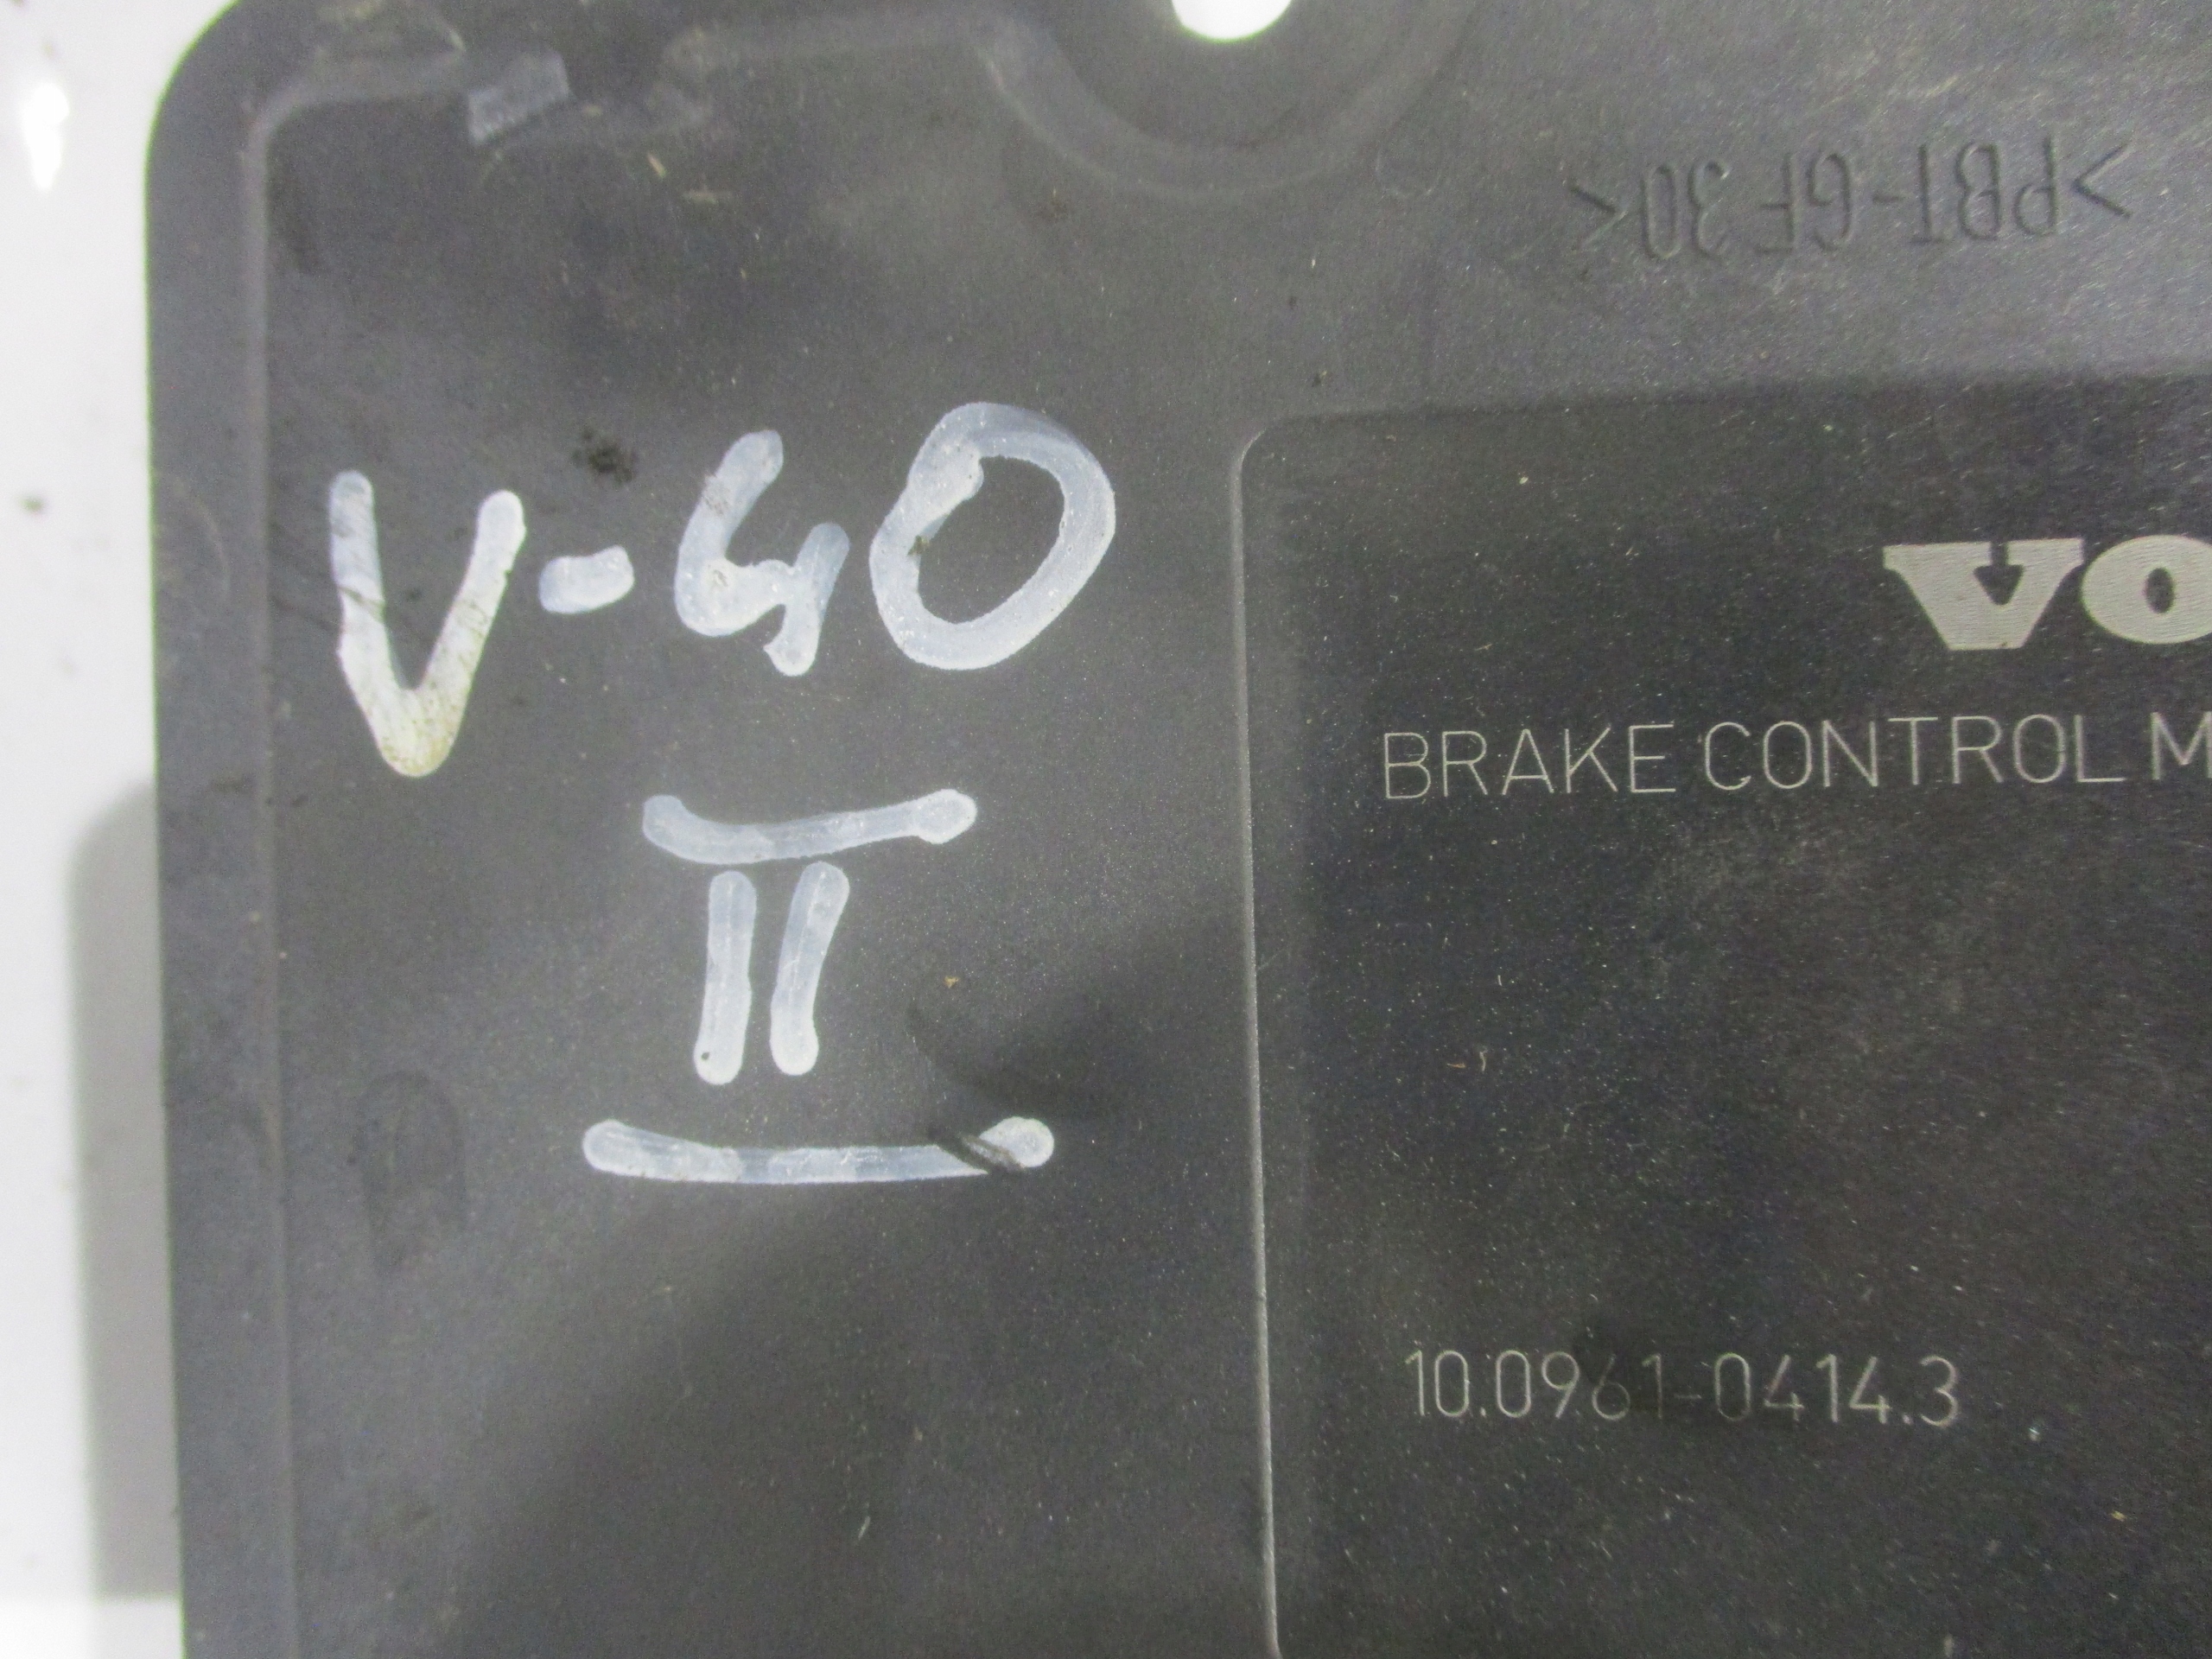 >PBT-GF30<
V-40
II
VO
BRAKE CONTROL M
10.0961-0414.3